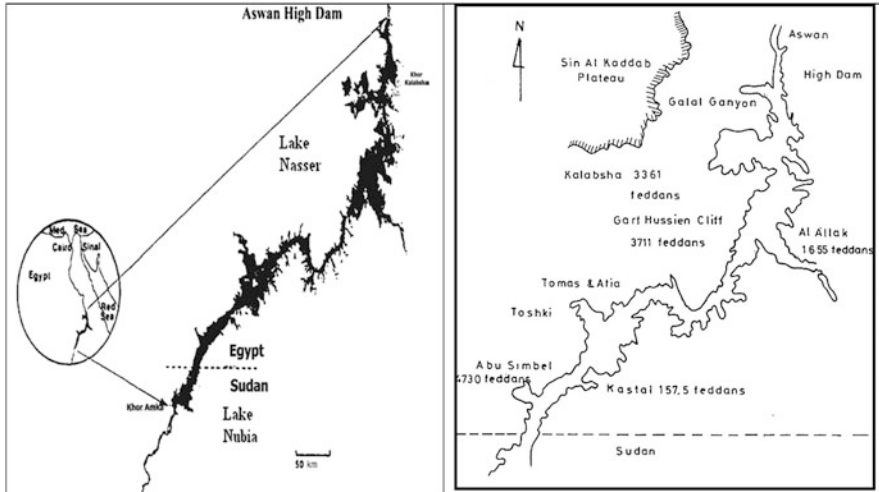 Aswan High Dam
Khor
Kalabsha
Lake
Nasser
Med. Sea
Cairo Sinai
Egypt
Red
Sea
Egypt
Sudan
Khor Amka
Lake
Nubia
50 km
N
Aswan
Sin Al Kaddab
Plateau
High Dam
Galal Ganyon
Kalabsha 3361
feddans
Garf Hussien Cliff
3711 feddans
Al Allak
1655 feddans
Tomas & Afia
Toshki
Abu Simbel
4730 feddans
Kastal 157.5 feddans
Sudan